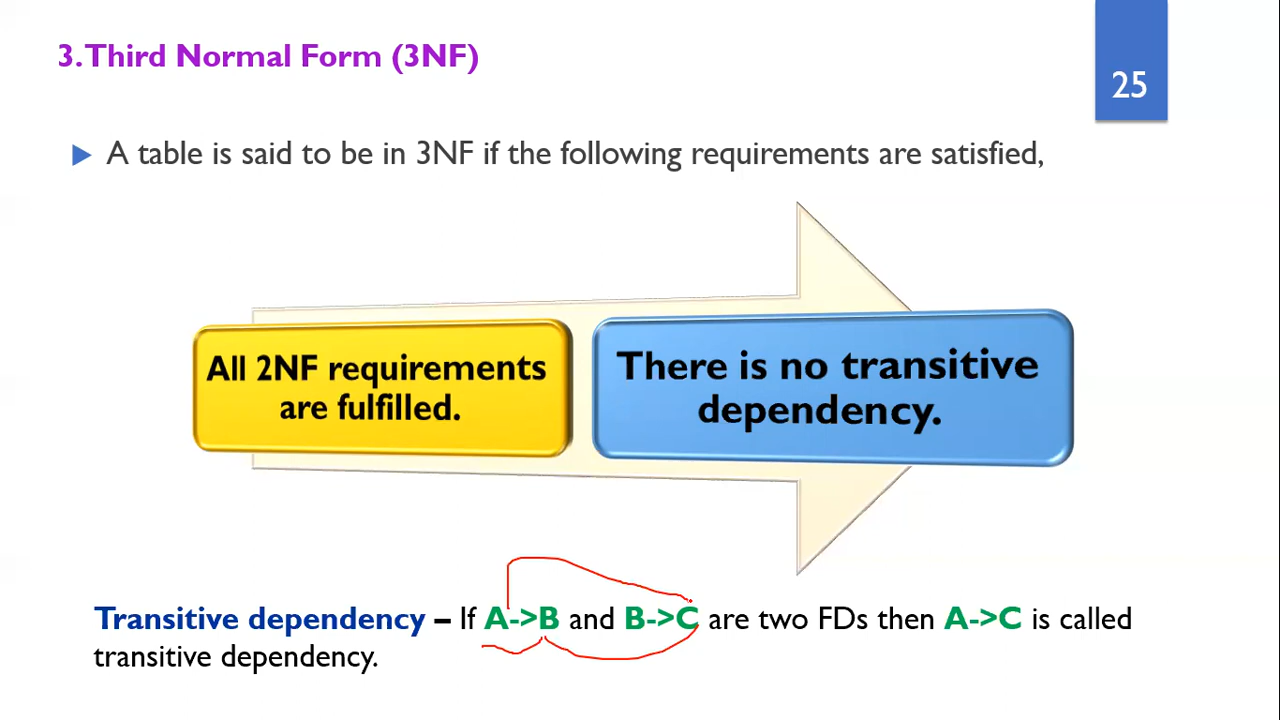 3. Third Normal Form (3NF)
25
A table is said to be in 3NF if the following requirements are satisfied,
All 2NF requirements
are fulfilled.
There is no transitive
dependency.
Transitive dependency – If A->B and B->C are two FDs then A->C is called
transitive dependency.